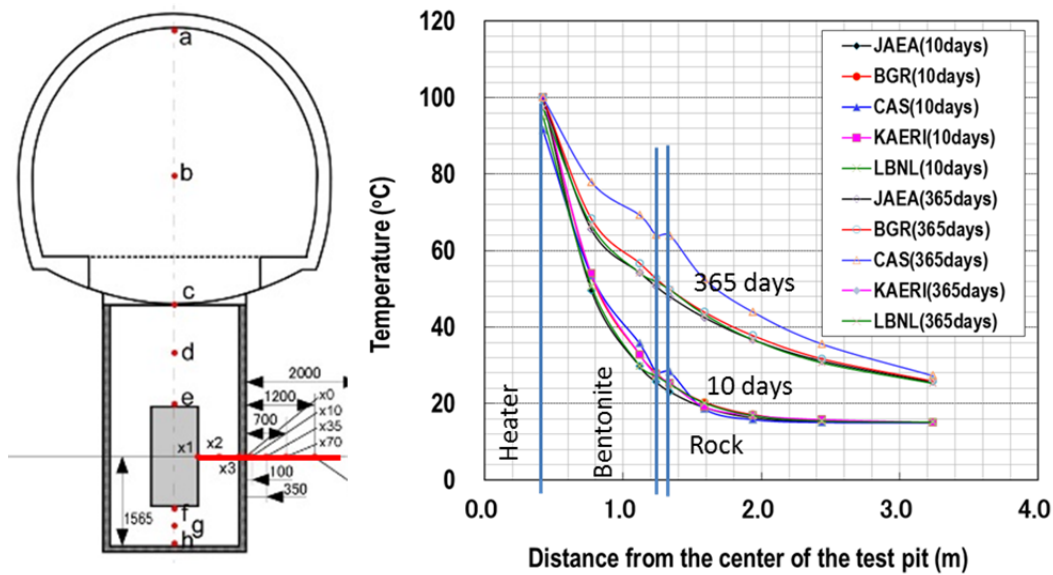 a
b
c
d
e
f
g
h
x1
x2
x3
2000
1200
700
x0
x10
x35
x70
100
350
1565
Temperature (ºC)
120
100
80
60
40
20
0
0.0
1.0
2.0
3.0
4.0
Distance from the center of the test pit (m)
Heater
Bentonite
Rock
365 days
10 days
JAEA(10days)
BGR(10days)
CAS(10days)
KAERI(10days)
LBNL(10days)
JAEA(365days)
BGR(365days)
CAS(365days)
KAERI(365days)
LBNL(365days)